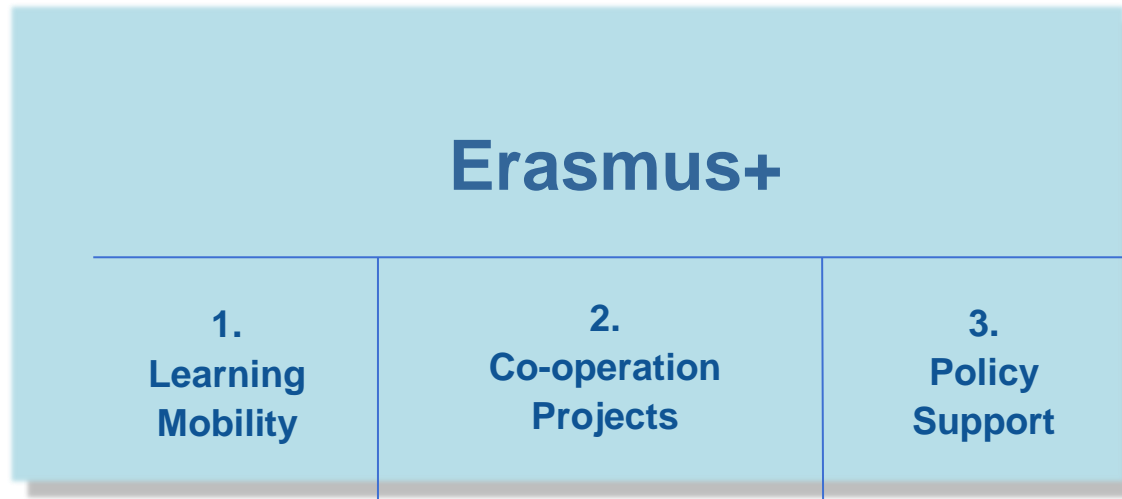 Erasmus+
1.
Learning
Mobility
2.
Co-operation
Projects
3.
Policy
Support